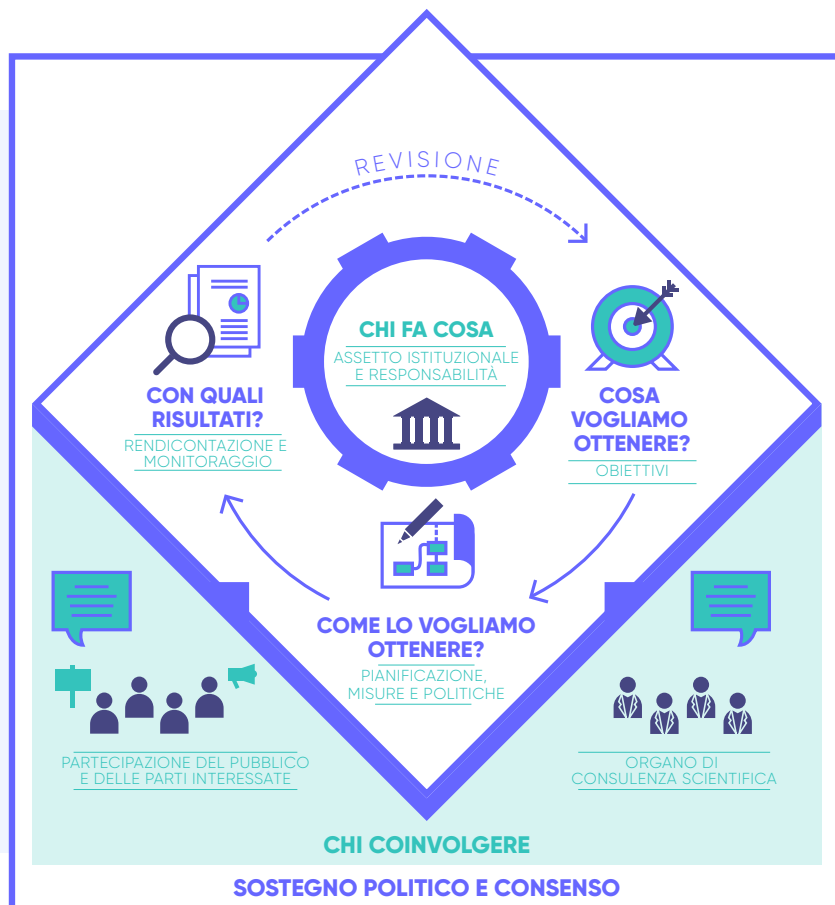 REVISIONE
CHI FA COSA
ASSETTO ISTITUZIONALE
E RESPONSABILITÀ
CON QUALI
RISULTATI?
RENDICONTAZIONE E
MONITORAGGIO
COSA
VOGLIAMO
OTTENERE?
OBIETTIVI
COME LO VOGLIAMO
OTTENERE?
PIANIFICAZIONE,
MISURE E POLITICHE
PARTECIPAZIONE DEL PUBBLICO
E DELLE PARTI INTERESSATE
ORGANO DI
CONSULENZA SCIENTIFICA
CHI COINVOLGERE
SOSTEGNO POLITICO E CONSENSO